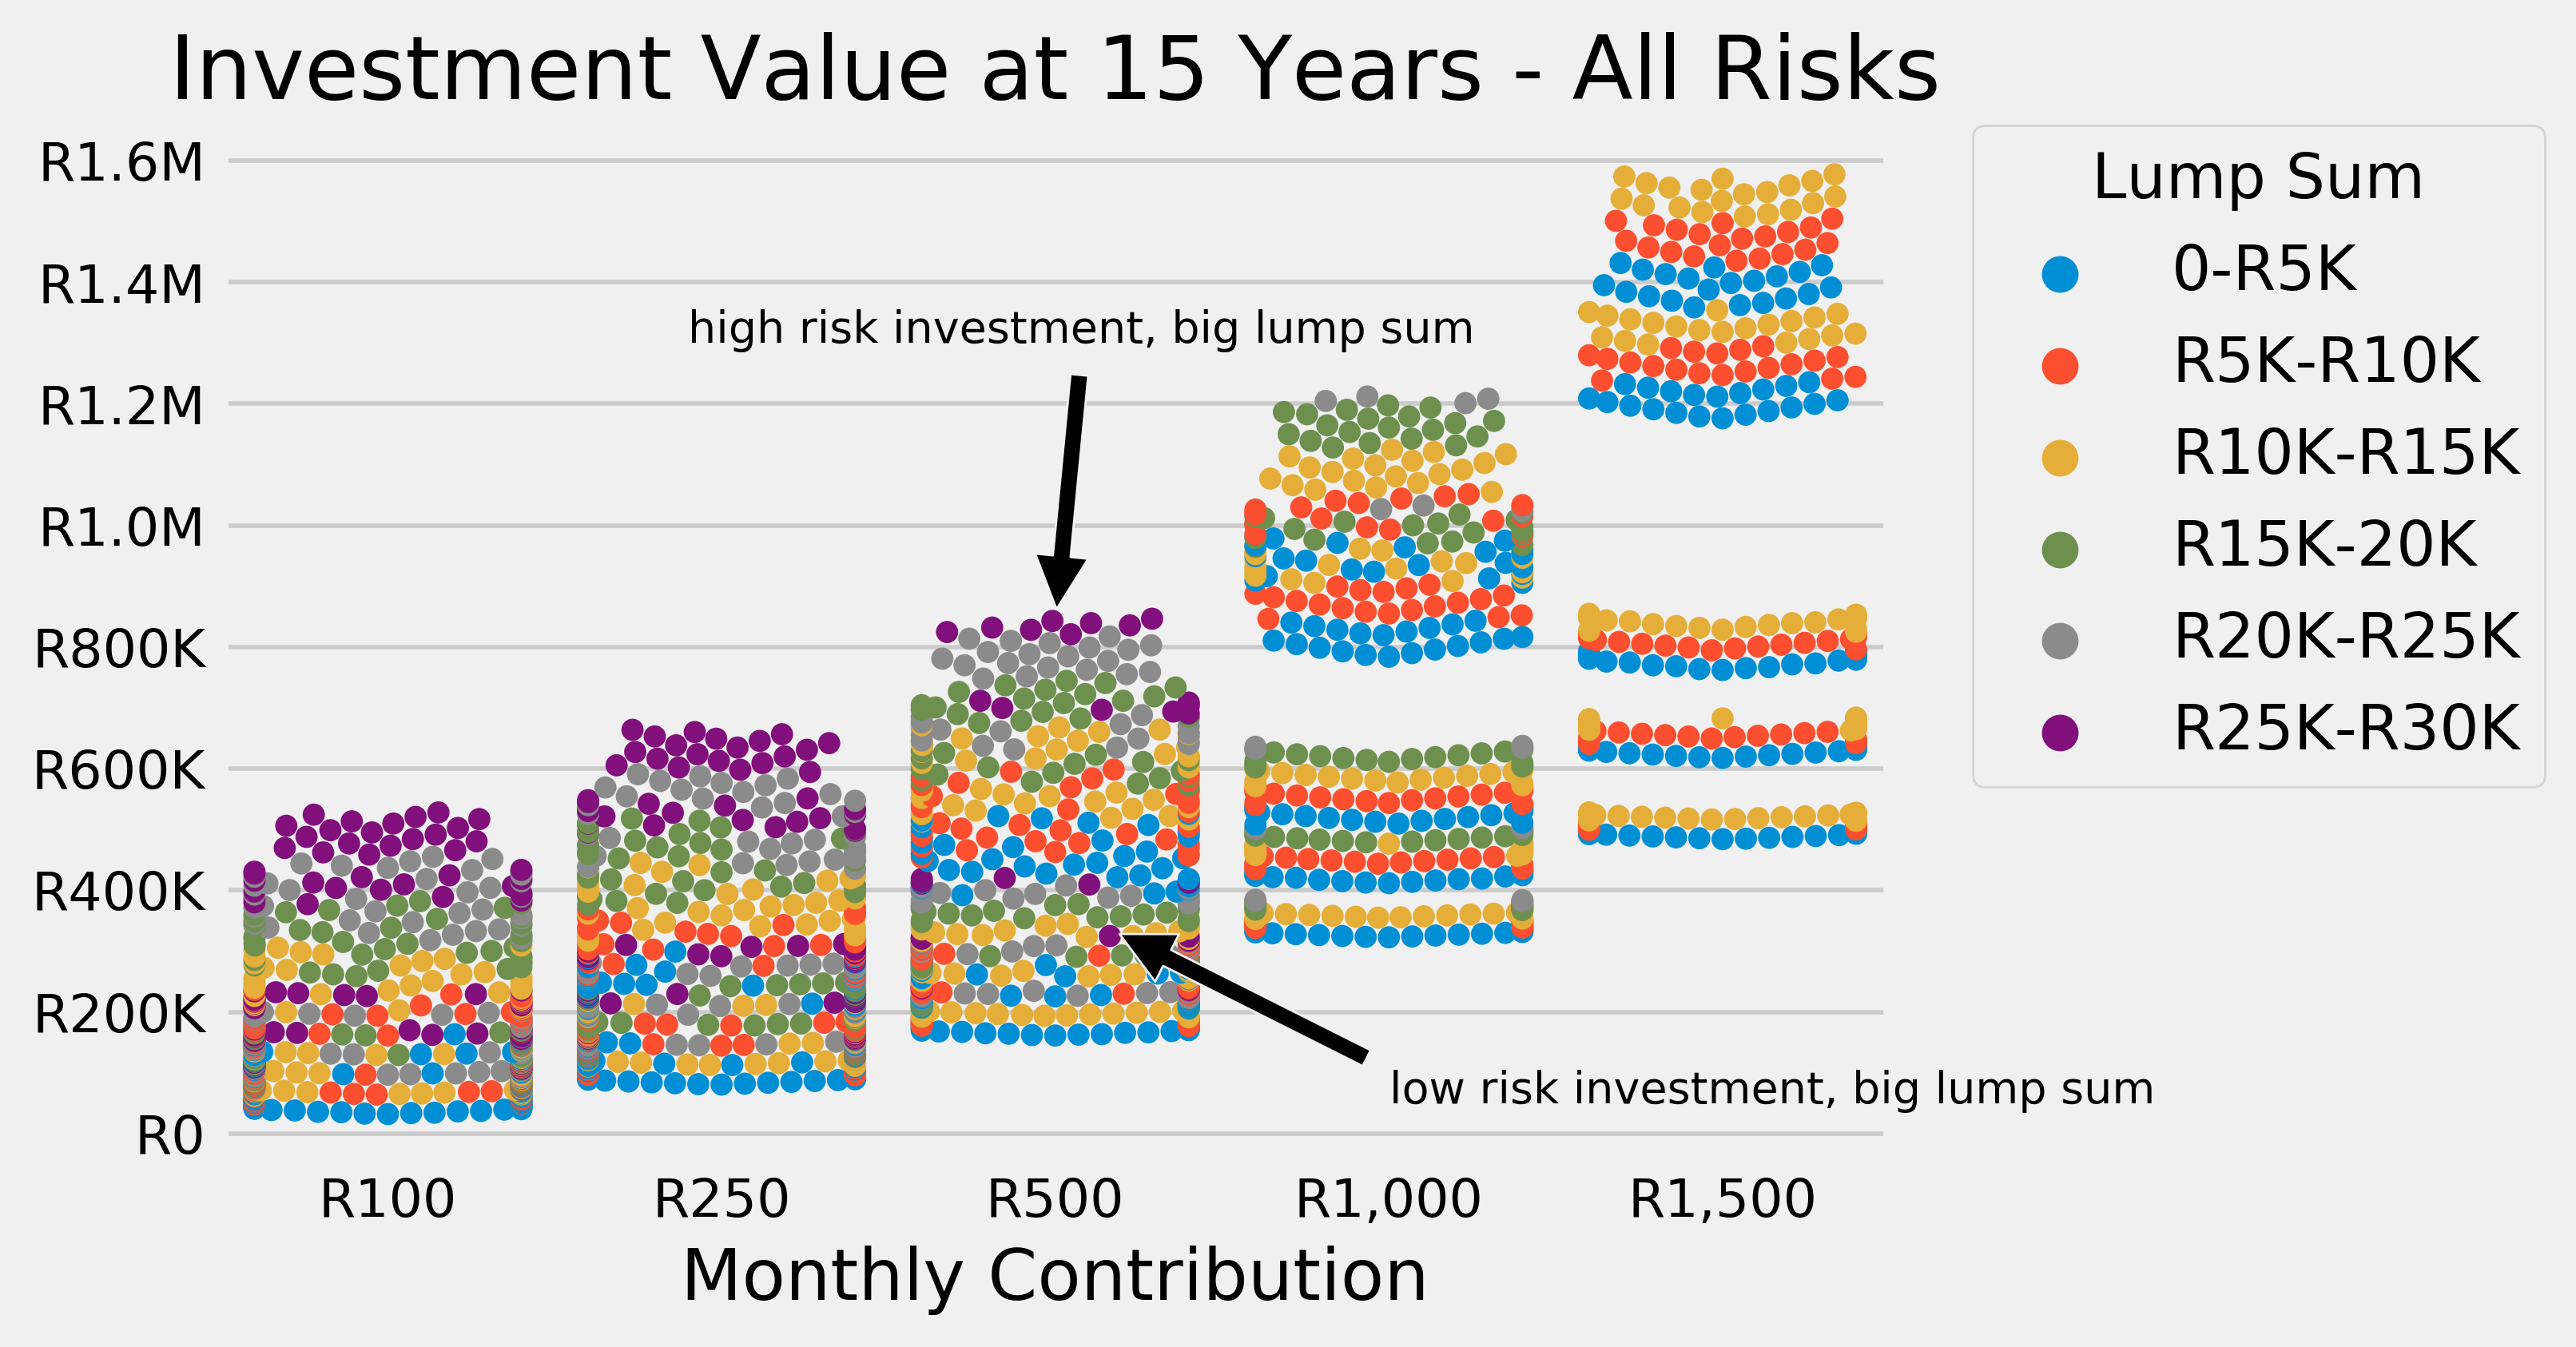 Investment Value at 15 Years - All Risks
R1.6M
R1.4M
R1.2M
R1.0M
R800K
R600K
R400K
R200K
R0
high risk investment, big lump sum
low risk investment, big lump sum
R100
R250
R500
R1,000
R1,500
Monthly Contribution
Lump Sum
0-R5K
R5K-R10K
R10K-R15K
R15K-20K
R20K-R25K
R25K-R30K